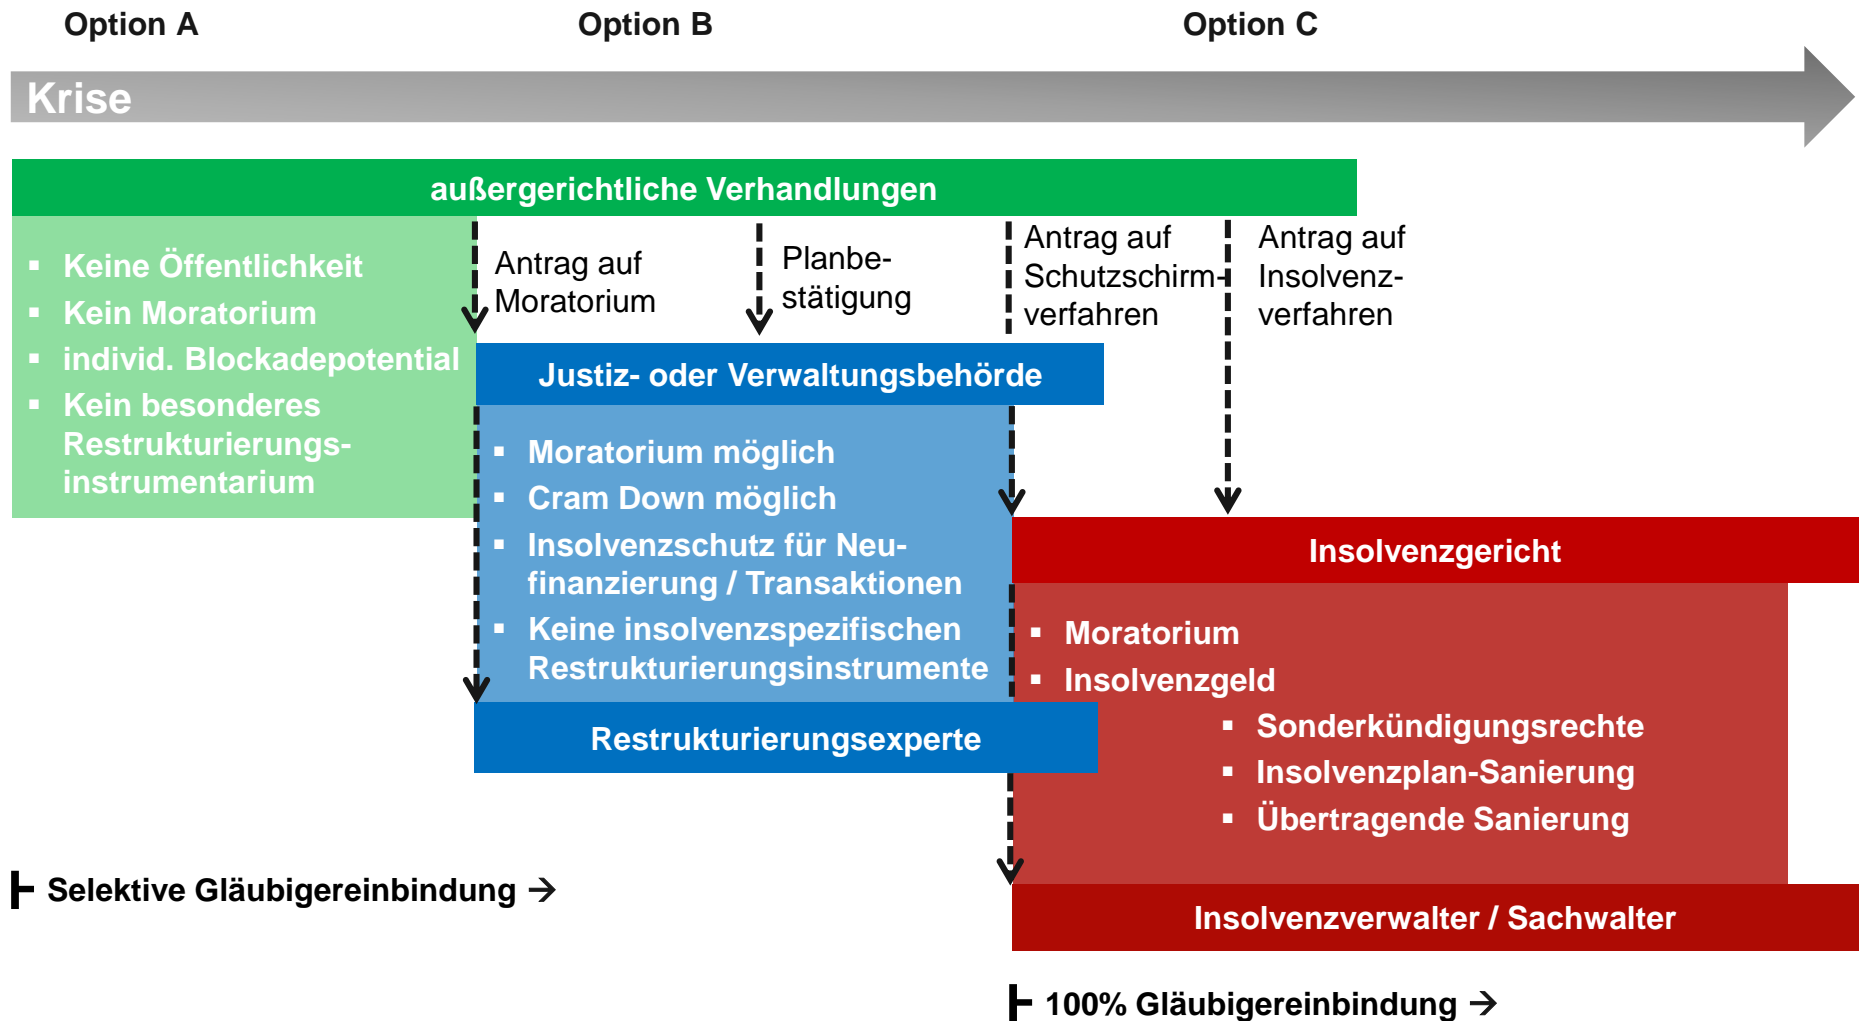 Option A
Option B
Option C
Krise
außergerichtliche Verhandlungen
▪ Keine Öffentlichkeit
▪ Kein Moratorium
▪ individ. Blockadepotential
▪ Kein besonderes
Restrukturierungs-
instrumentarium
Antrag auf
Moratorium
Planbe-
stätigung
Antrag auf
Schutzschirm-
verfahren
Antrag auf
Insolvenz-
verfahren
Justiz- oder Verwaltungsbehörde
▪ Moratorium möglich
▪ Cram Down möglich
▪ Insolvenzschutz für Neu-
finanzierung / Transaktionen
▪ Keine insolvenzspezifischen
Restrukturierungsinstrumente
Restrukturierungsexperte
Insolvenzgericht
▪ Moratorium
▪ Insolvenzgeld
▪ Sonderkündigungsrechte
▪ Insolvenzplan-Sanierung
▪ Übertragende Sanierung
Insolvenzverwalter / Sachwalter
Selektive Gläubigereinbindung →
100% Gläubigereinbindung →